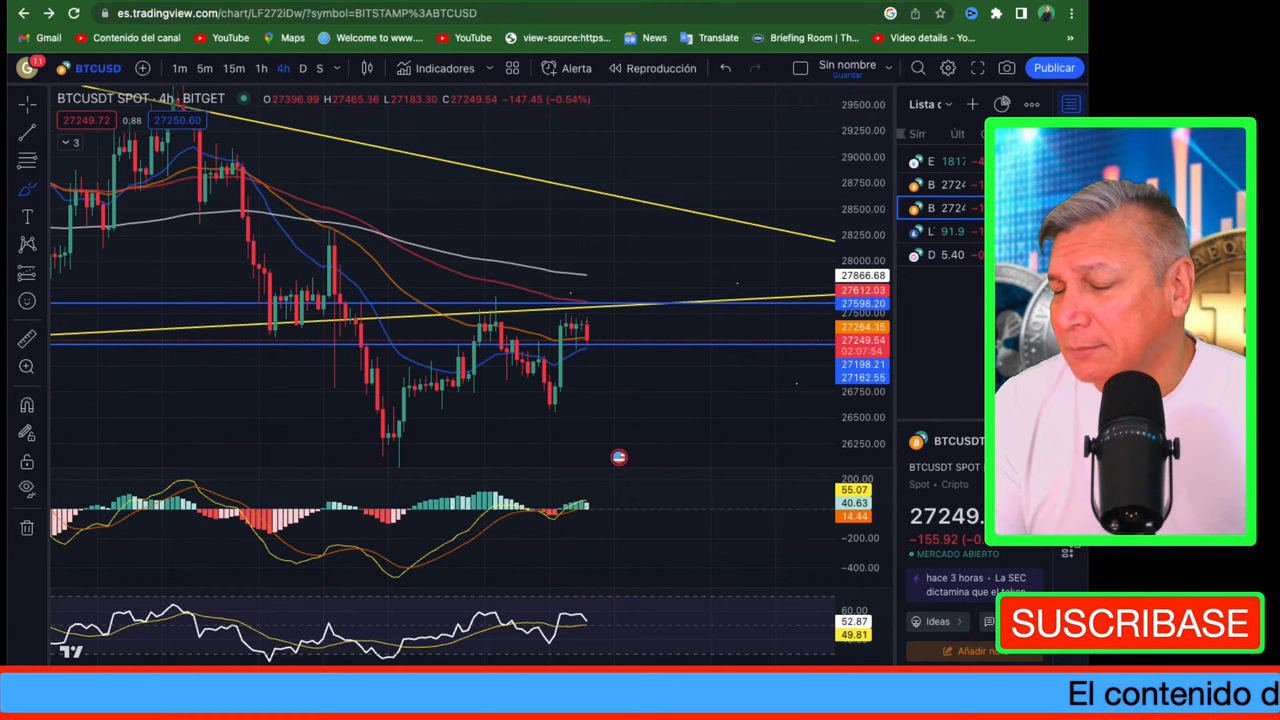 es.tradingview.com/chart/LF272iDw/?symbol=BITSTAMP%3ABTCUSD
Gmail Contenido del canal YouTube Maps Welcome to www.... YouTube view-source:https... News Translate Briefing Room | Th... Video details - Yo... »
G 11 BTCUSD 1m 5m 15m 1h 4h D S Indicadores Alerta Reproducción Sin nombre Guardar Publicar
BTCUSDT SPOT · 4h · BITGET O27396.99 H27465.36 L27183.30 C27249.54 −147.45 (−0.54%)
27249.72 0.88 27250.60
3
29500.00
29250.00
29000.00
28750.00
28500.00
28250.00
28000.00
27866.68
27612.03
27598.20
27500.00
27264.35
27249.54
02:07:54
27198.21
27162.55
26750.00
26500.00
26250.00
200.00
55.07
40.63
14.44
−200.00
−400.00
60.00
52.87
49.81
Lista
Sím Últ
E 1817
B 272
B 272
L 91.9
D 5.40
BTCUSDT
BTCUSDT SPOT
Spot • Cripto
27249.
−155.92
MERCADO ABIERTO
hace 3 horas • La SEC
dictamina que el token
Ideas
Añadir
SUSCRIBASE
El contenido d